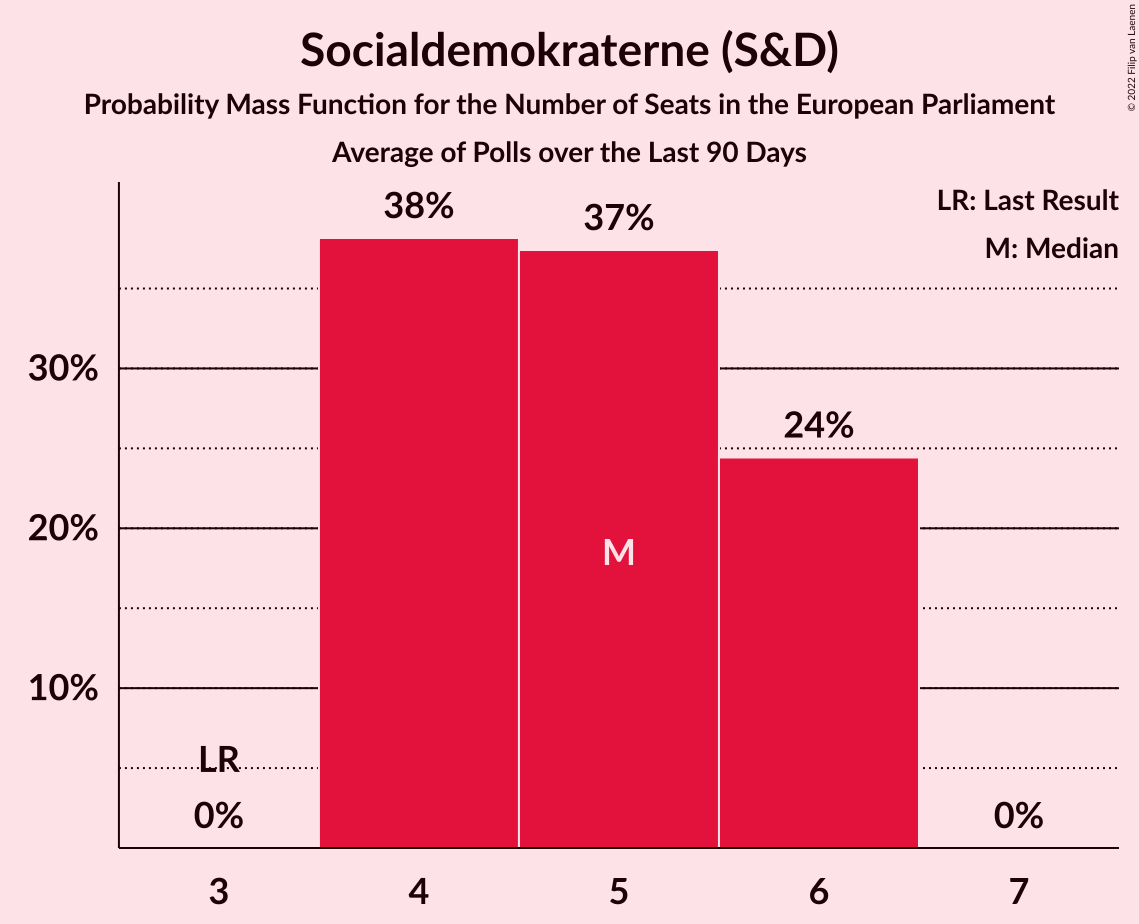 Socialdemokraterne (S&D)
Probability Mass Function for the Number of Seats in the European Parliament
Average of Polls over the Last 90 Days
© 2022 Filip van Laenen
LR: Last Result
M: Median
38%
37%
30%
24%
20%
M
10%
LR
0%
0%
3
4
5
6
7